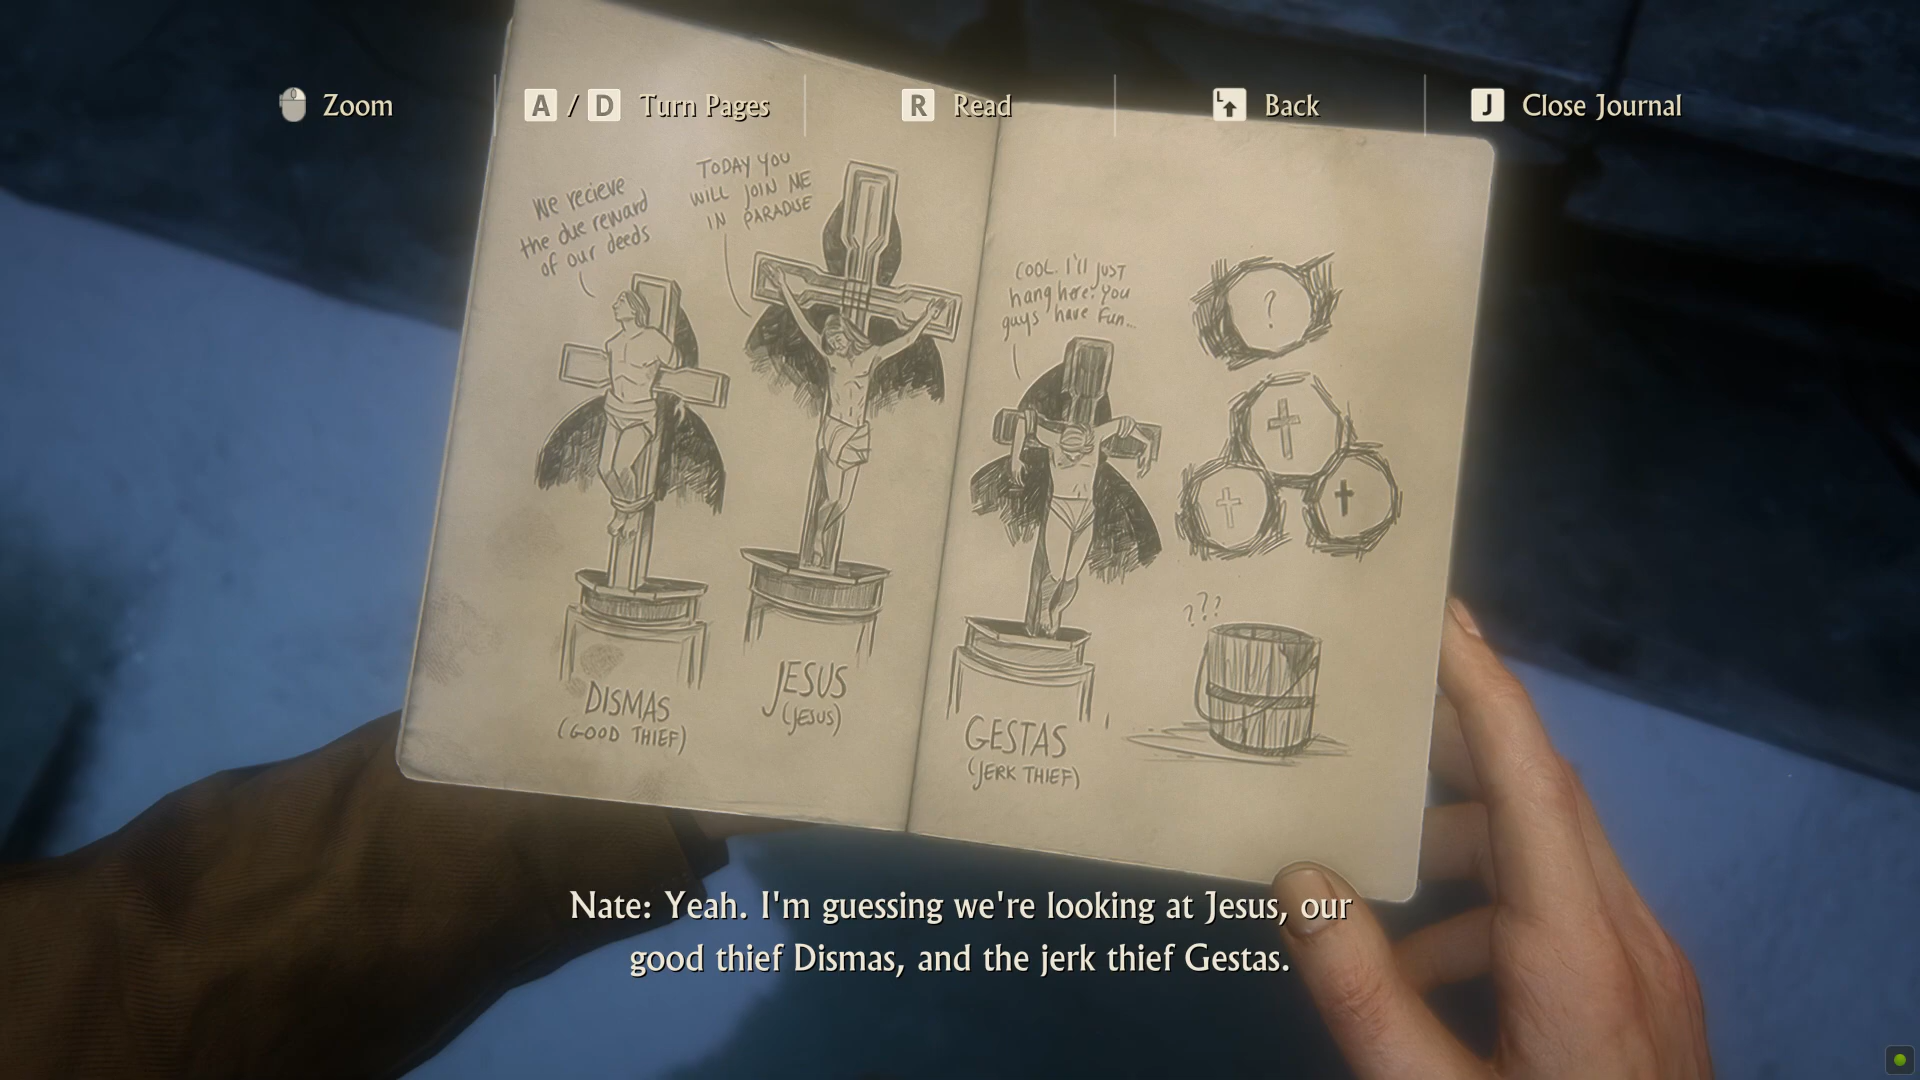 Zoom
A / D Turn Pages
R Read
L Back
J Close Journal
We recieve
the due reward
of our deeds
TODAY YOU
WILL JOIN ME
IN PARADISE
COOL. I'll JUST
hang here. You
guys have fun...
?
???
DISMAS
(GOOD THIEF)
JESUS
(JESUS)
GESTAS
(JERK THIEF)
Nate: Yeah. I'm guessing we're looking at Jesus, our
good thief Dismas, and the jerk thief Gestas.